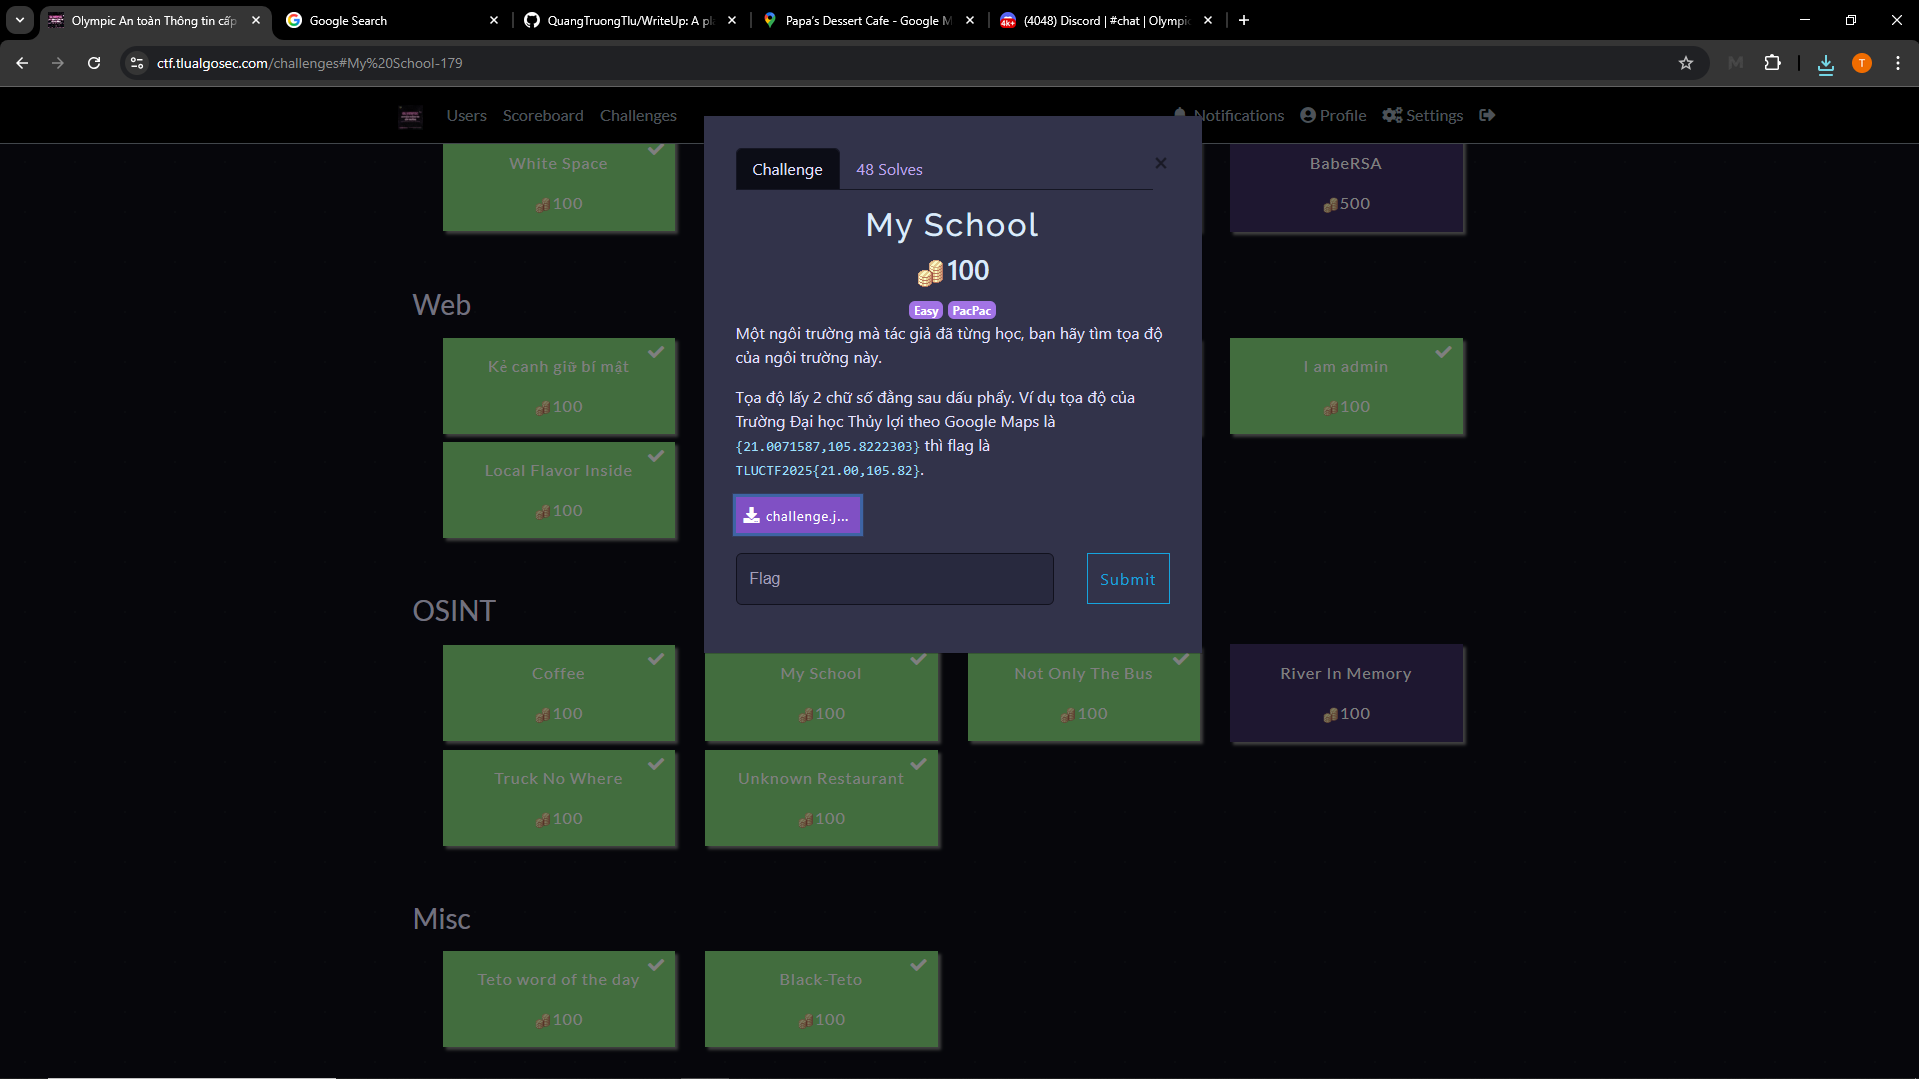 Olympic An toàn Thông tin cấp
Google Search
QuangTruongTlu/WriteUp: A pl
Papa's Dessert Cafe - Google M
(4048) Discord | #chat | Olympic
ctf.tlualgosec.com/challenges#My%20School-179
M
T
Users
Scoreboard
Challenges
Notifications
Profile
Settings
White Space
100
BabeRSA
500
Challenge
48 Solves
My School
100
Easy
PacPac
Một ngôi trường mà tác giả đã từng học, bạn hãy tìm tọa độ
của ngôi trường này.
Tọa độ lấy 2 chữ số đằng sau dấu phẩy. Ví dụ tọa độ của
Trường Đại học Thủy lợi theo Google Maps là
{21.0071587,105.8222303} thì flag là
TLUCTF2025{21.00,105.82}.
challenge.j...
Flag
Submit
Web
Kẻ canh giữ bí mật
100
I am admin
100
Local Flavor Inside
100
OSINT
Coffee
100
My School
100
Not Only The Bus
100
River In Memory
100
Truck No Where
100
Unknown Restaurant
100
Misc
Teto word of the day
100
Black-Teto
100